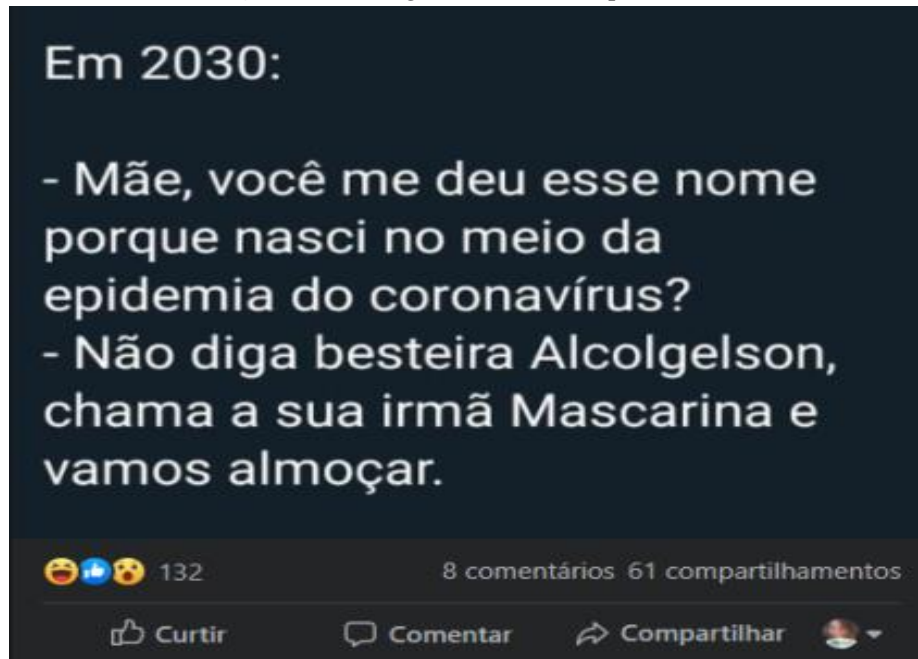 Em 2030:
- Mãe, você me deu esse nome
porque nasci no meio da
epidemia do coronavírus?
- Não diga besteira Alcolgelson,
chama a sua irmã Mascarina e
vamos almoçar.
132
8 comentários 61 compartilhamentos
Curtir Comentar Compartilhar